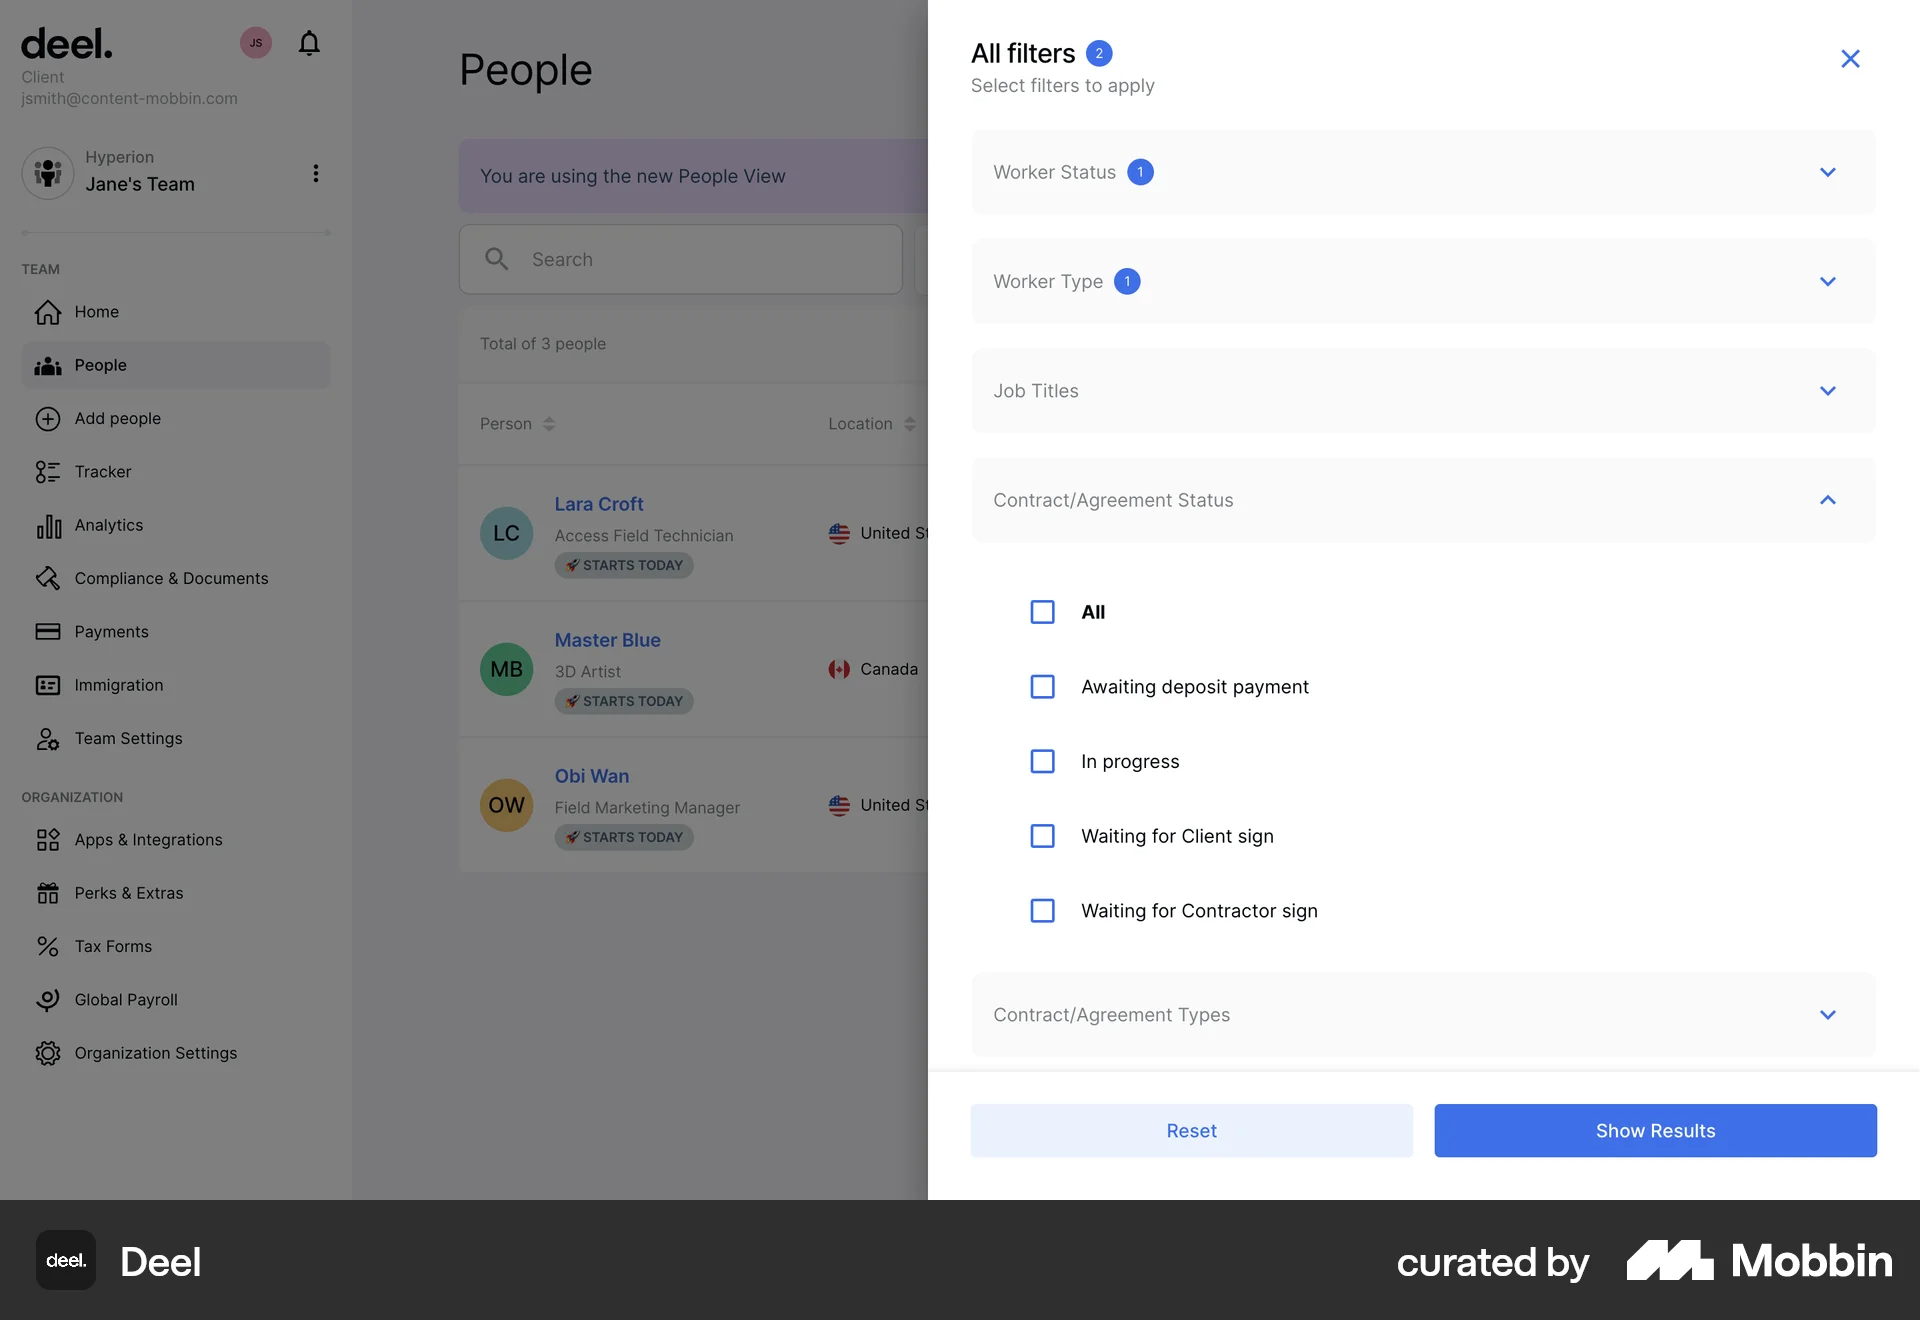 deel.
JS
Client
jsmith@content-mobbin.com
Hyperion
Jane's Team
TEAM
Home
People
Add people
Tracker
Analytics
Compliance & Documents
Payments
Immigration
Team Settings
ORGANIZATION
Apps & Integrations
Perks & Extras
Tax Forms
Global Payroll
Organization Settings
People
You are using the new People View
Search
Total of 3 people
Person
Location
LC
Lara Croft
Access Field Technician
🚀 STARTS TODAY
United St
MB
Master Blue
3D Artist
🚀 STARTS TODAY
Canada
OW
Obi Wan
Field Marketing Manager
🚀 STARTS TODAY
United St
All filters 2
Select filters to apply
Worker Status 1
Worker Type 1
Job Titles
Contract/Agreement Status
All
Awaiting deposit payment
In progress
Waiting for Client sign
Waiting for Contractor sign
Contract/Agreement Types
Reset
Show Results
deel.
Deel
curated by
Mobbin